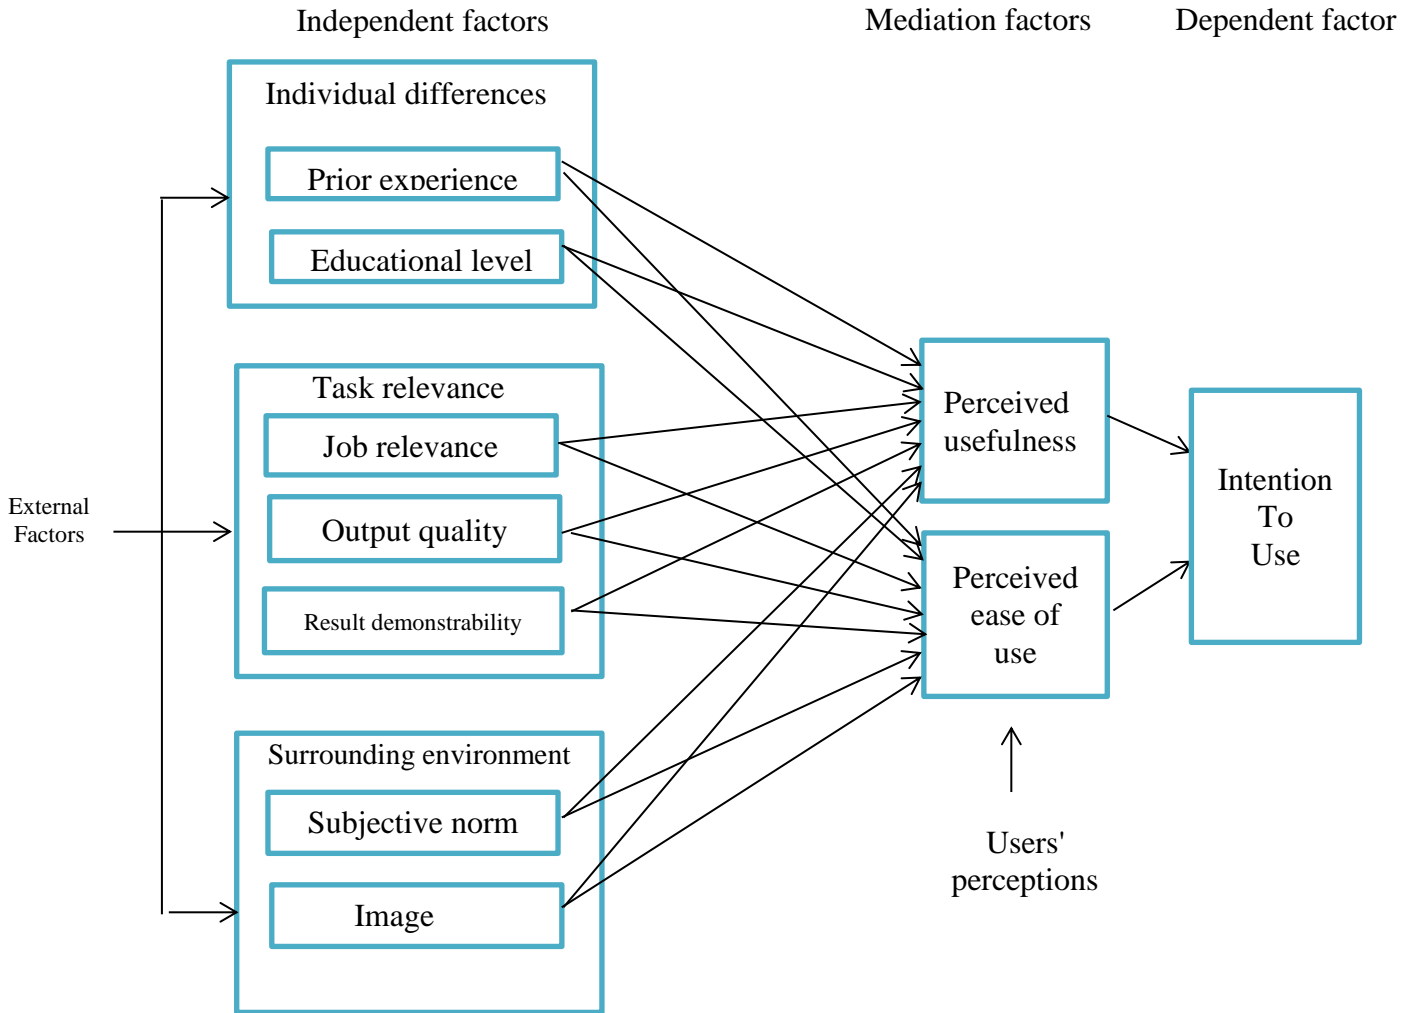 Independent factors
Mediation factors
Dependent factor
Individual differences
Prior experience
Educational level
Task relevance
Job relevance
Output quality
Result demonstrability
External
Factors
Surrounding environment
Subjective norm
Image
Perceived
usefulness
Perceived
ease of
use
Users'
perceptions
Intention
To
Use